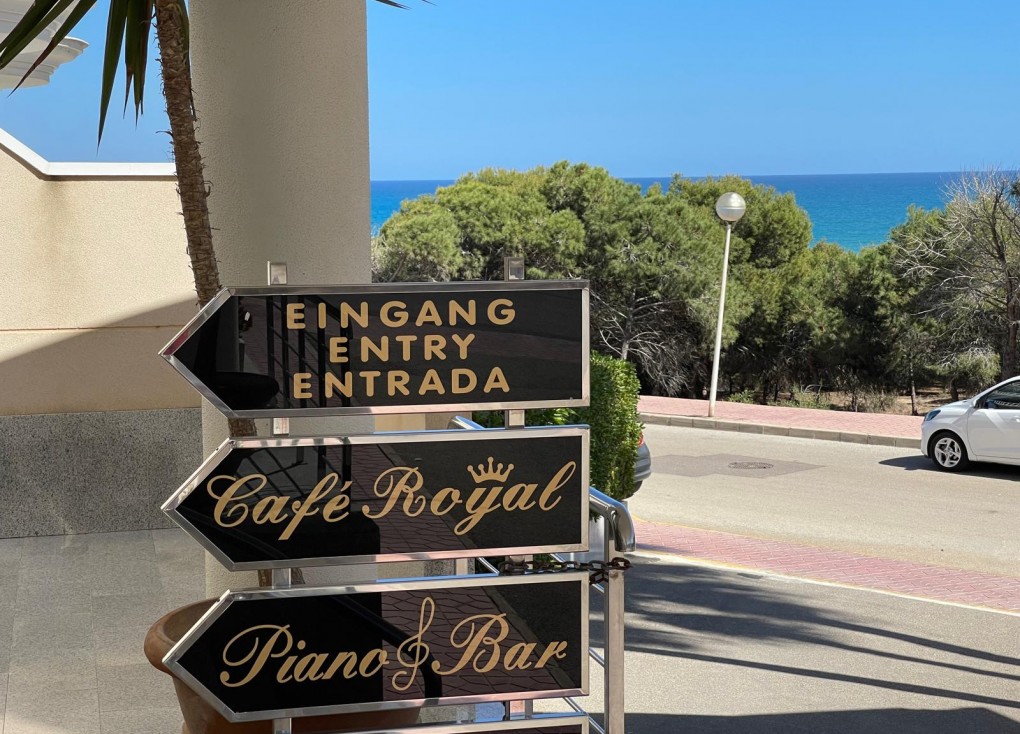 EINGANG
ENTRY
ENTRADA
Café Royal
Piano Bar